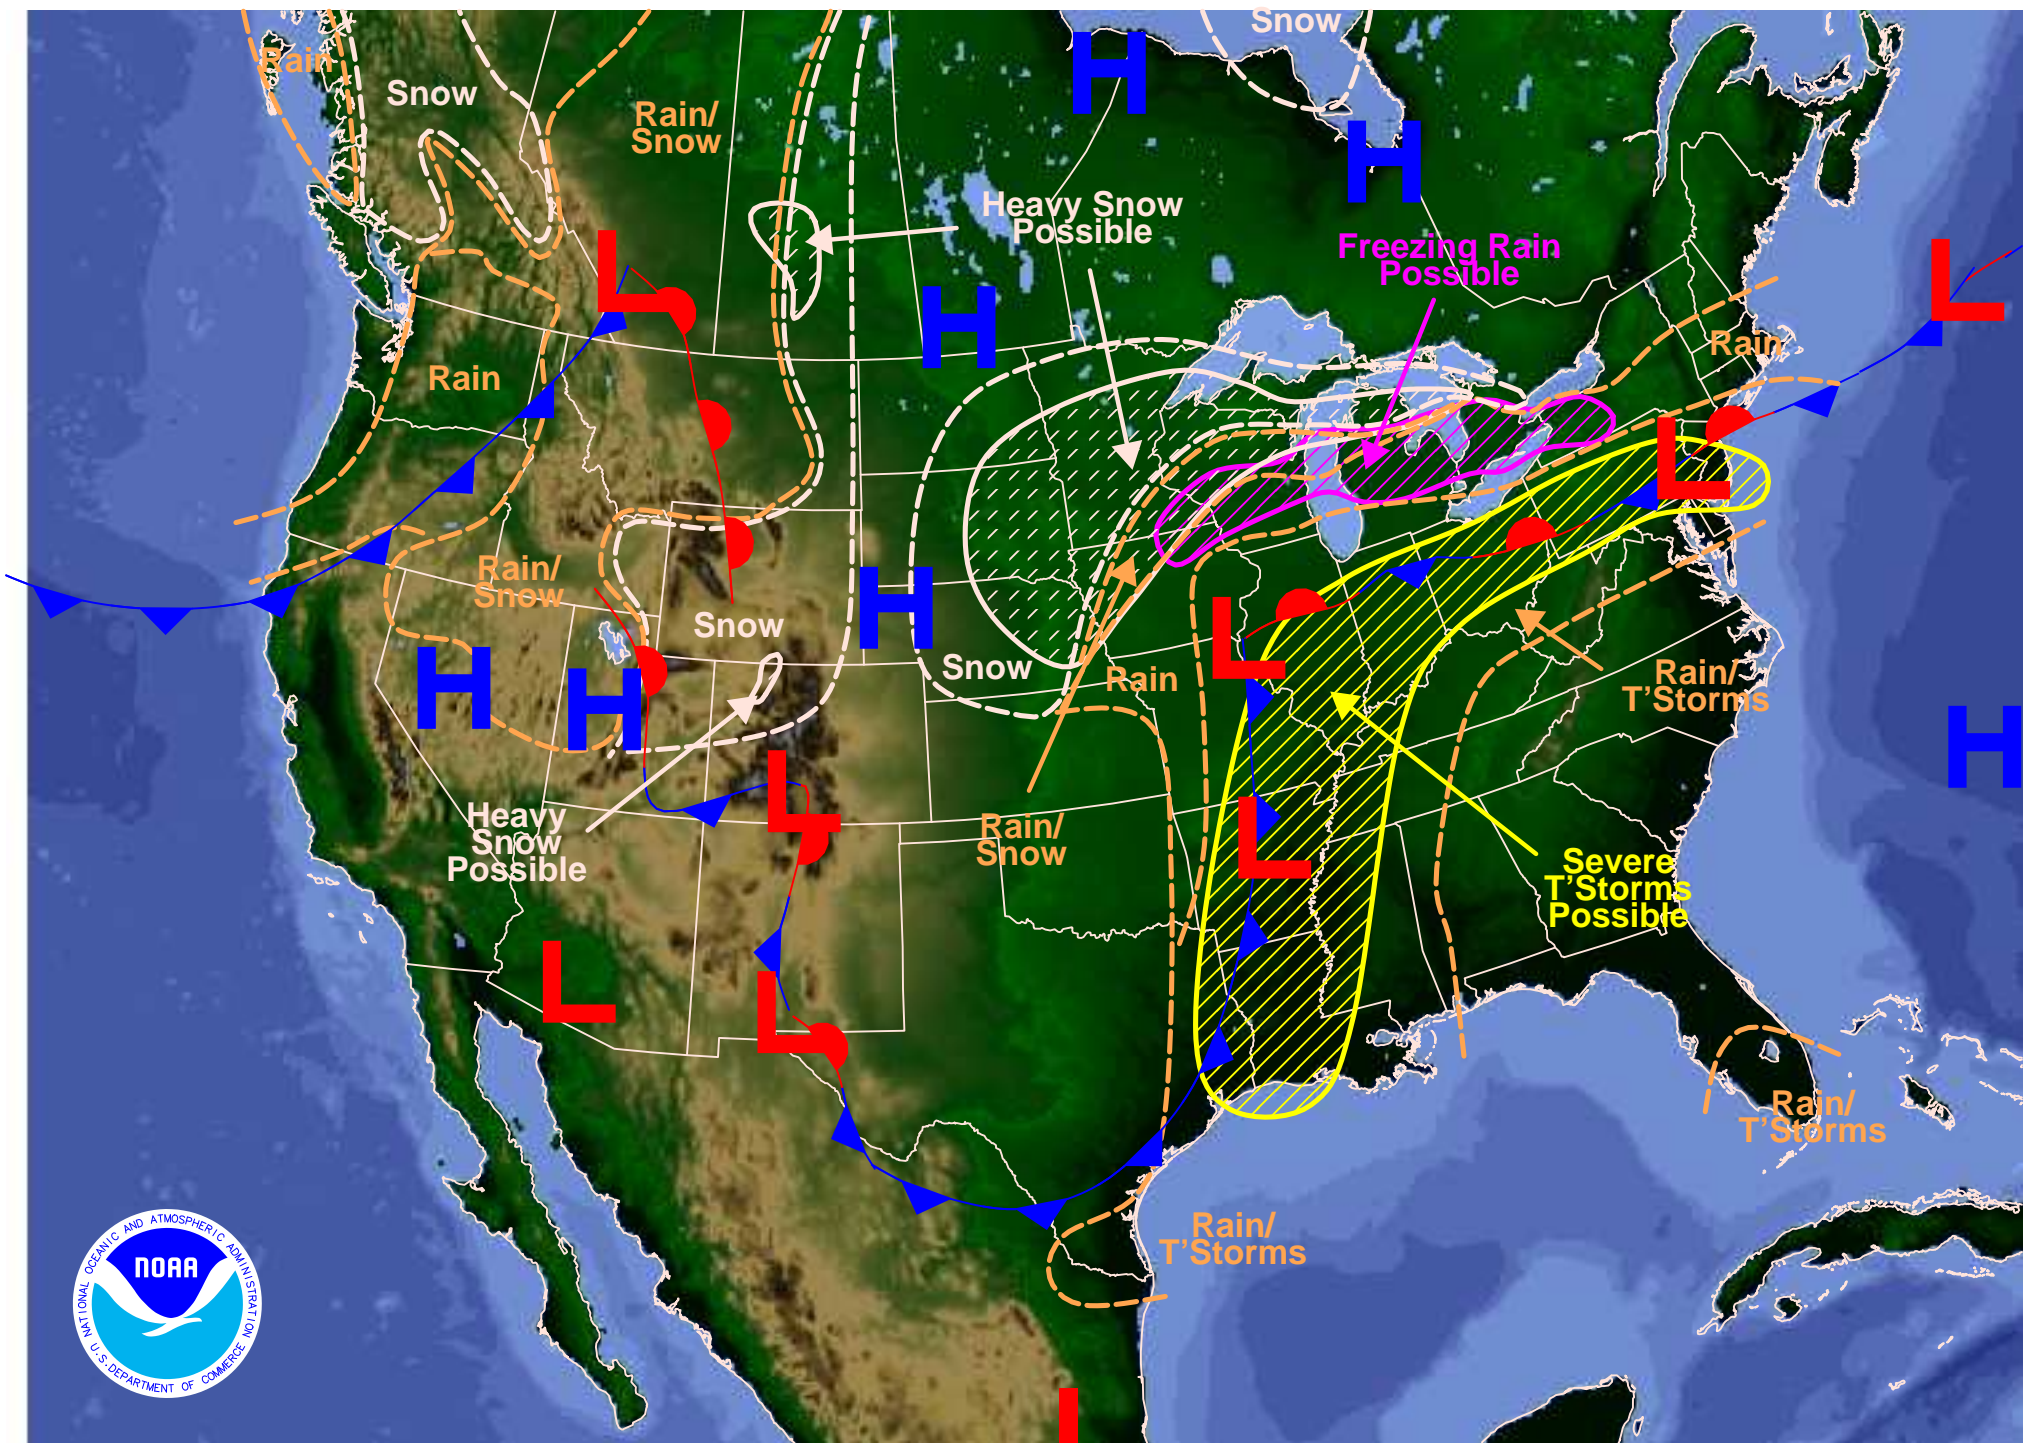 Snow
Rain
Snow
Rain/
Snow
H
H
Heavy Snow
Possible
Freezing Rain
Possible
L
L
H
Rain
Rain
L
Rain/
Snow
H
Snow
L
H
H
Snow
Rain
Rain/
T'Storms
H
L
Heavy
Snow
Possible
Rain/
Snow
L
Severe
T'Storms
Possible
L
L
Rain/
T'Storms
Rain/
T'Storms
NATIONAL OCEANIC AND ATMOSPHERIC ADMINISTRATION
NOAA
U.S. DEPARTMENT OF COMMERCE